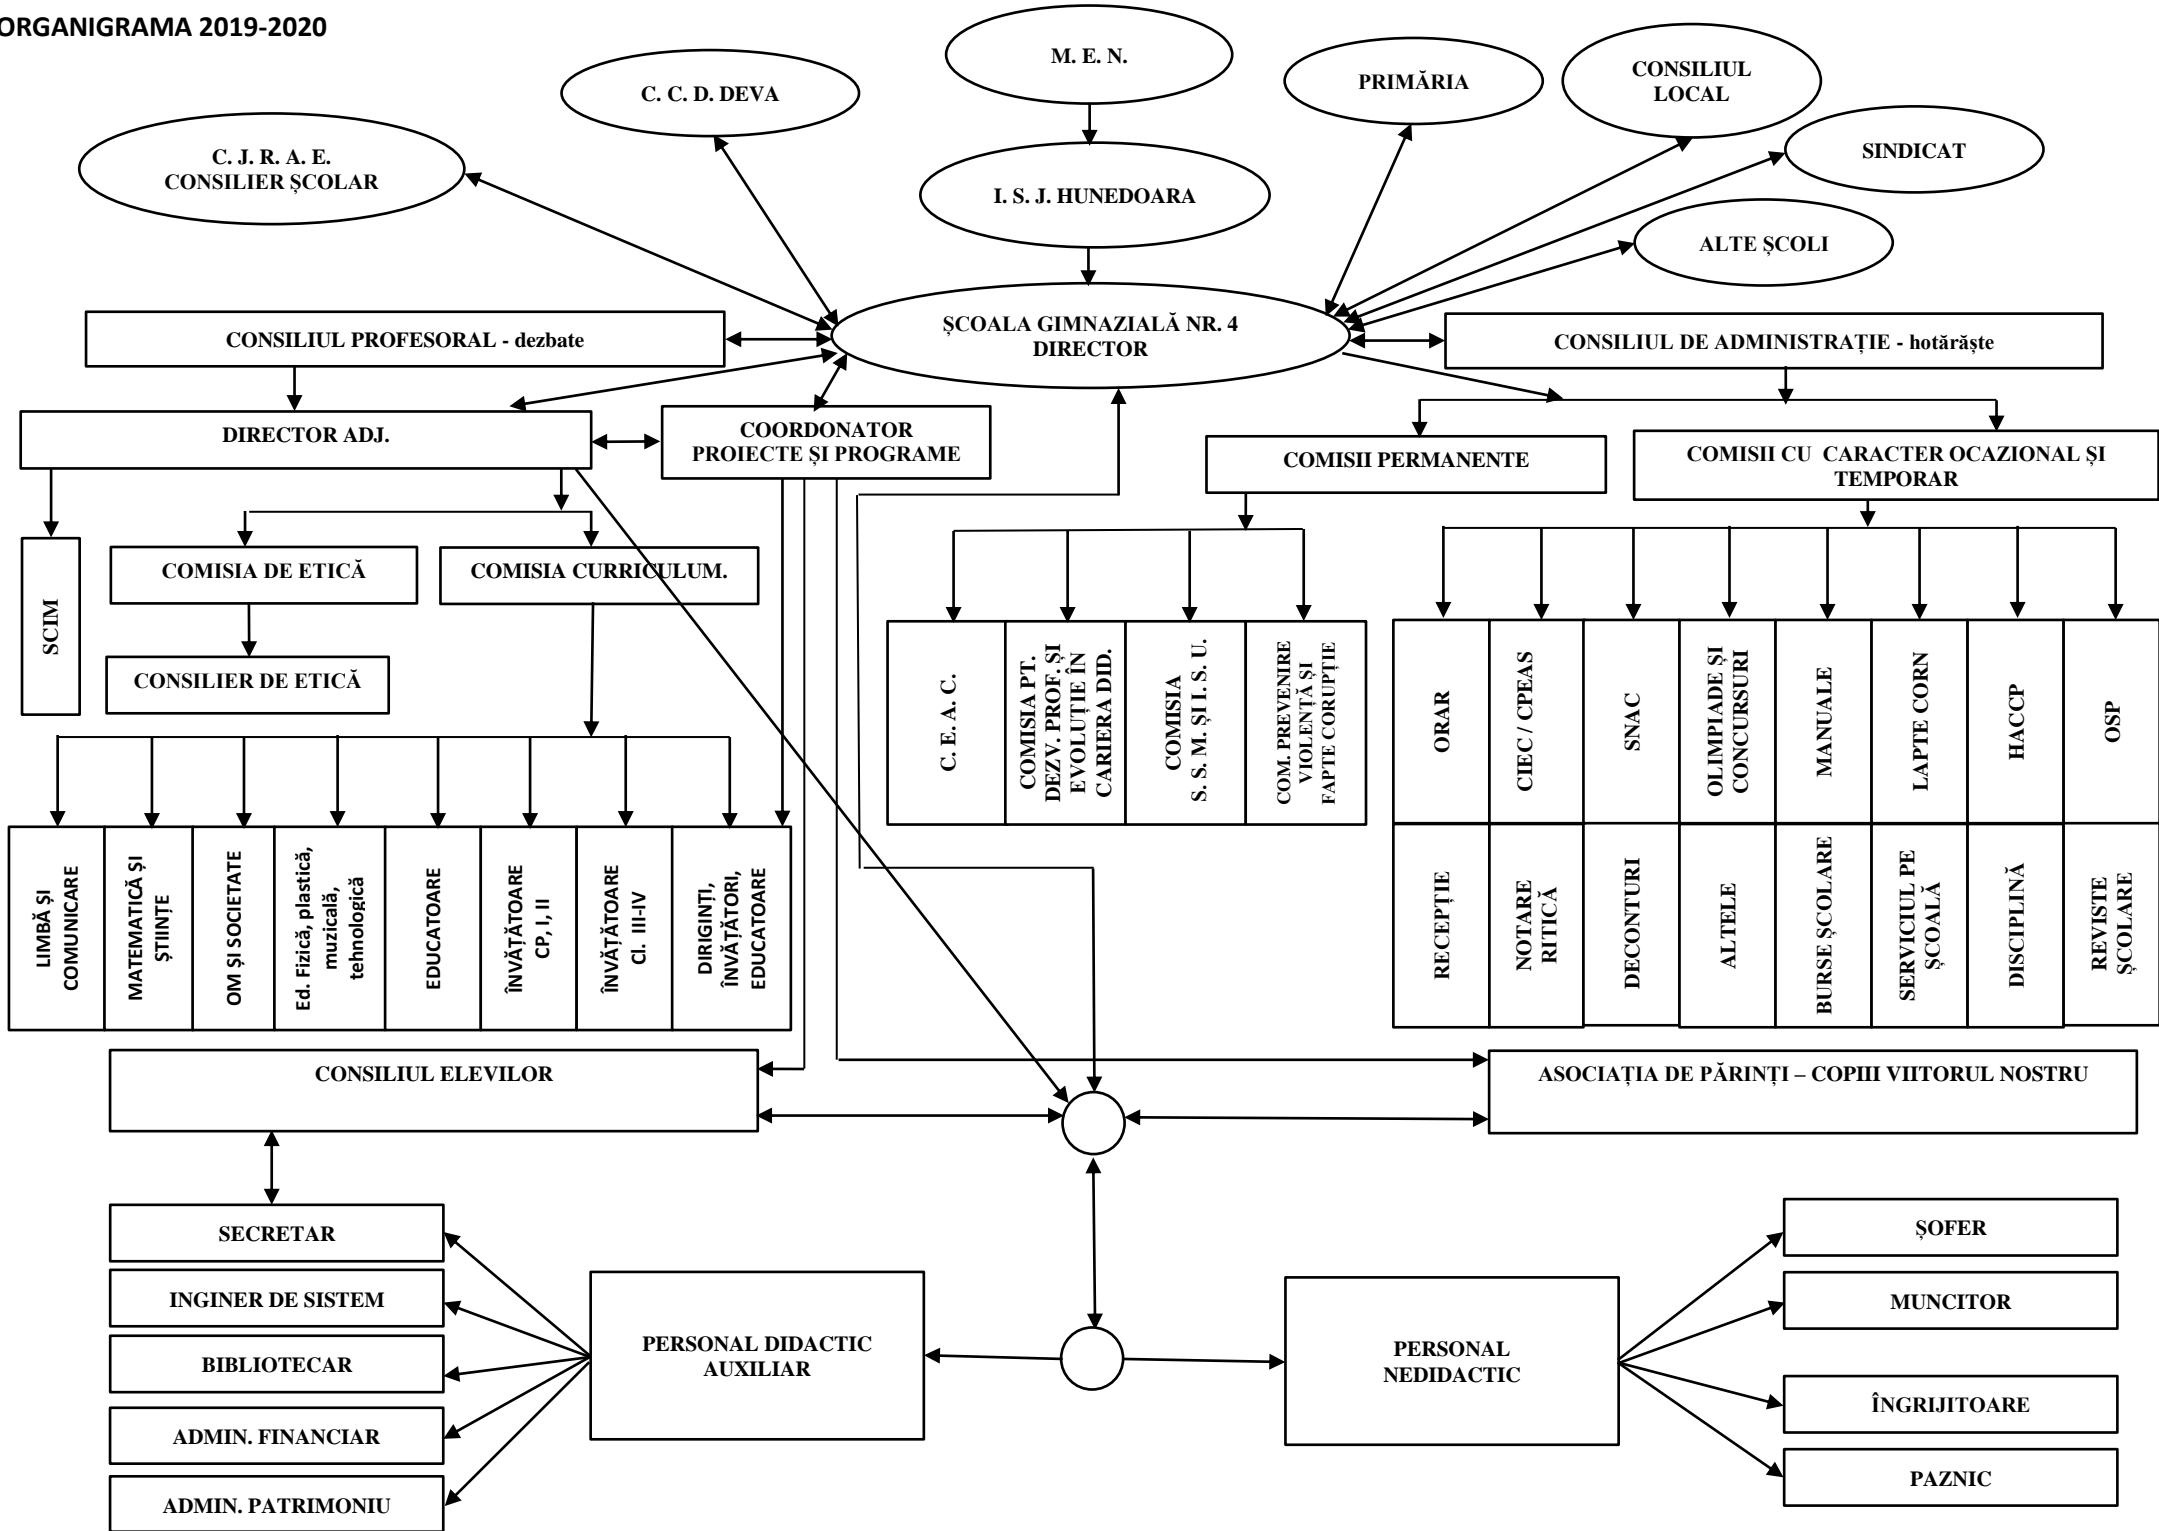 ORGANIGRAMA 2019-2020
M. E. N.
C. C. D. DEVA
PRIMĂRIA
CONSILIUL
LOCAL
C. J. R. A. E.
CONSILIER ȘCOLAR
I. S. J. HUNEDOARA
SINDICAT
ALTE ȘCOLI
ȘCOALA GIMNAZIALĂ NR. 4
DIRECTOR
CONSILIUL PROFESORAL - dezbate
CONSILIUL DE ADMINISTRAȚIE - hotărăște
DIRECTOR ADJ.
COORDONATOR
PROIECTE ȘI PROGRAME
COMISII PERMANENTE
COMISII CU CARACTER OCAZIONAL ȘI
TEMPORAR
SCIM
COMISIA DE ETICĂ
COMISIA CURRICULUM.
CONSILIER DE ETICĂ
C. E. A. C.
COMISIA PT.
DEZV. PROF. ȘI
EVOLUȚIE ÎN
CARIERA DID.
COMISIA
S. S. M. ȘI I. S. U.
COM. PREVENIRE
VIOLENȚĂ ȘI
FAPTE CORUPȚIE
ORAR
CIEC / CPEAS
SNAC
OLIMPIADE ȘI
CONCURSURI
MANUALE
LAPTE CORN
HACCP
OSP
LIMBĂ ȘI
COMUNICARE
MATEMATICĂ ȘI
ȘTIINȚE
OM ȘI SOCIETATE
Ed. Fizică, plastică,
muzicală,
tehnologică
EDUCATOARE
ÎNVĂȚĂTOARE
CP, I, II
ÎNVĂȚĂTOARE
Cl. III-IV
DIRIGINȚI,
ÎNVĂȚĂTORI,
EDUCATOARE
RECEPȚIE
NOTARE
RITICĂ
DECONTURI
ALTELE
BURSE ȘCOLARE
SERVICIUL PE
ȘCOALĂ
DISCIPLINĂ
REVISTE
ȘCOLARE
CONSILIUL ELEVILOR
ASOCIAȚIA DE PĂRINȚI – COPIII VIITORUL NOSTRU
SECRETAR
INGINER DE SISTEM
BIBLIOTECAR
ADMIN. FINANCIAR
ADMIN. PATRIMONIU
PERSONAL DIDACTIC
AUXILIAR
PERSONAL
NEDIDACTIC
ȘOFER
MUNCITOR
ÎNGRIJITOARE
PAZNIC